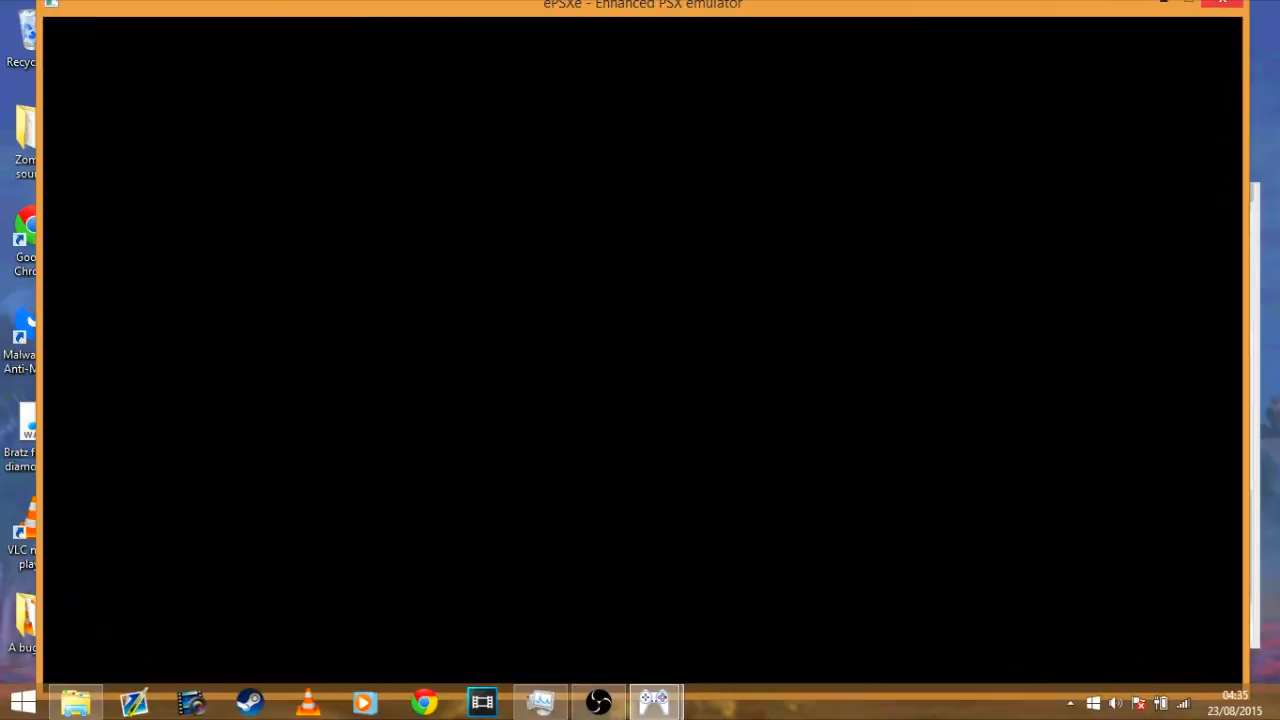 ePSXe - Enhanced PSX emulator
Recyc
Zom
sour
Goo
Chro
Malwa
Anti-M
Bratz f
diamo
VLC m
play
A bug
04:35
23/08/2015